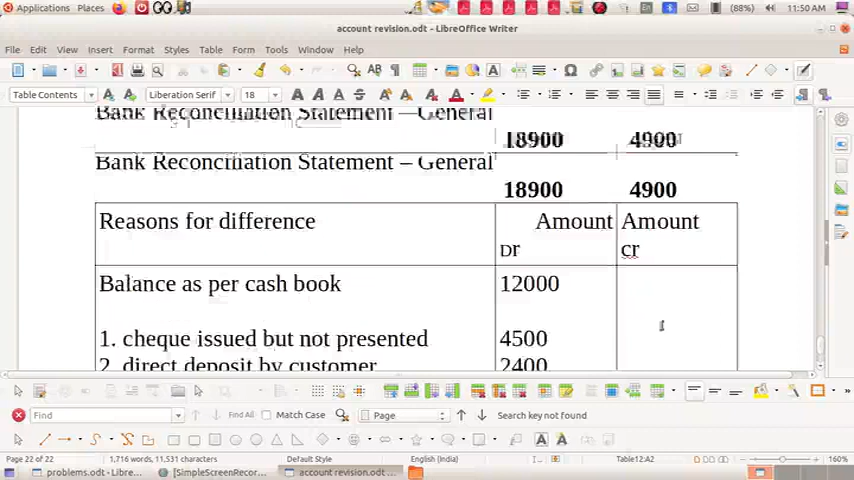 Applications Places (88%) 11:50 AM
account revision.odt - LibreOffice Writer
File Edit View Insert Format Styles Table Form Tools Window Help
Table Contents Liberation Serif 18
Bank Reconciliation Statement – General
18900 4900
Bank Reconciliation Statement – General
18900 4900
Reasons for difference Amount Amount
Dr cr
Balance as per cash book 12000
1. cheque issued but not presented 4500
2. direct deposit by customer 2400
Find Find All Match Case Page Search key not found
Page 22 of 22 1,716 words, 11,531 characters Default Style English (India) Table12:A2 160%
problems.odt - Libre... [SimpleScreenRecor... account revision.odt ...